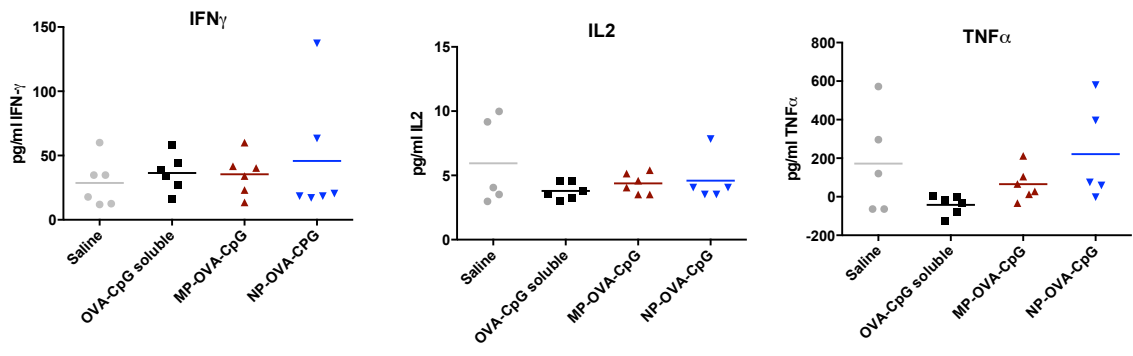 IFNγ
150
100
50
0
pg/ml IFN-γ
Saline
OVA-CpG soluble
MP-OVA-CpG
NP-OVA-CPG
IL2
15
10
5
0
pg/ml IL2
Saline
OVA-CpG soluble
MP-OVA-CpG
NP-OVA-CpG
TNFα
800
600
400
200
0
-200
pg/ml TNFα
Saline
OVA-CpG soluble
MP-OVA-CpG
NP-OVA-CpG